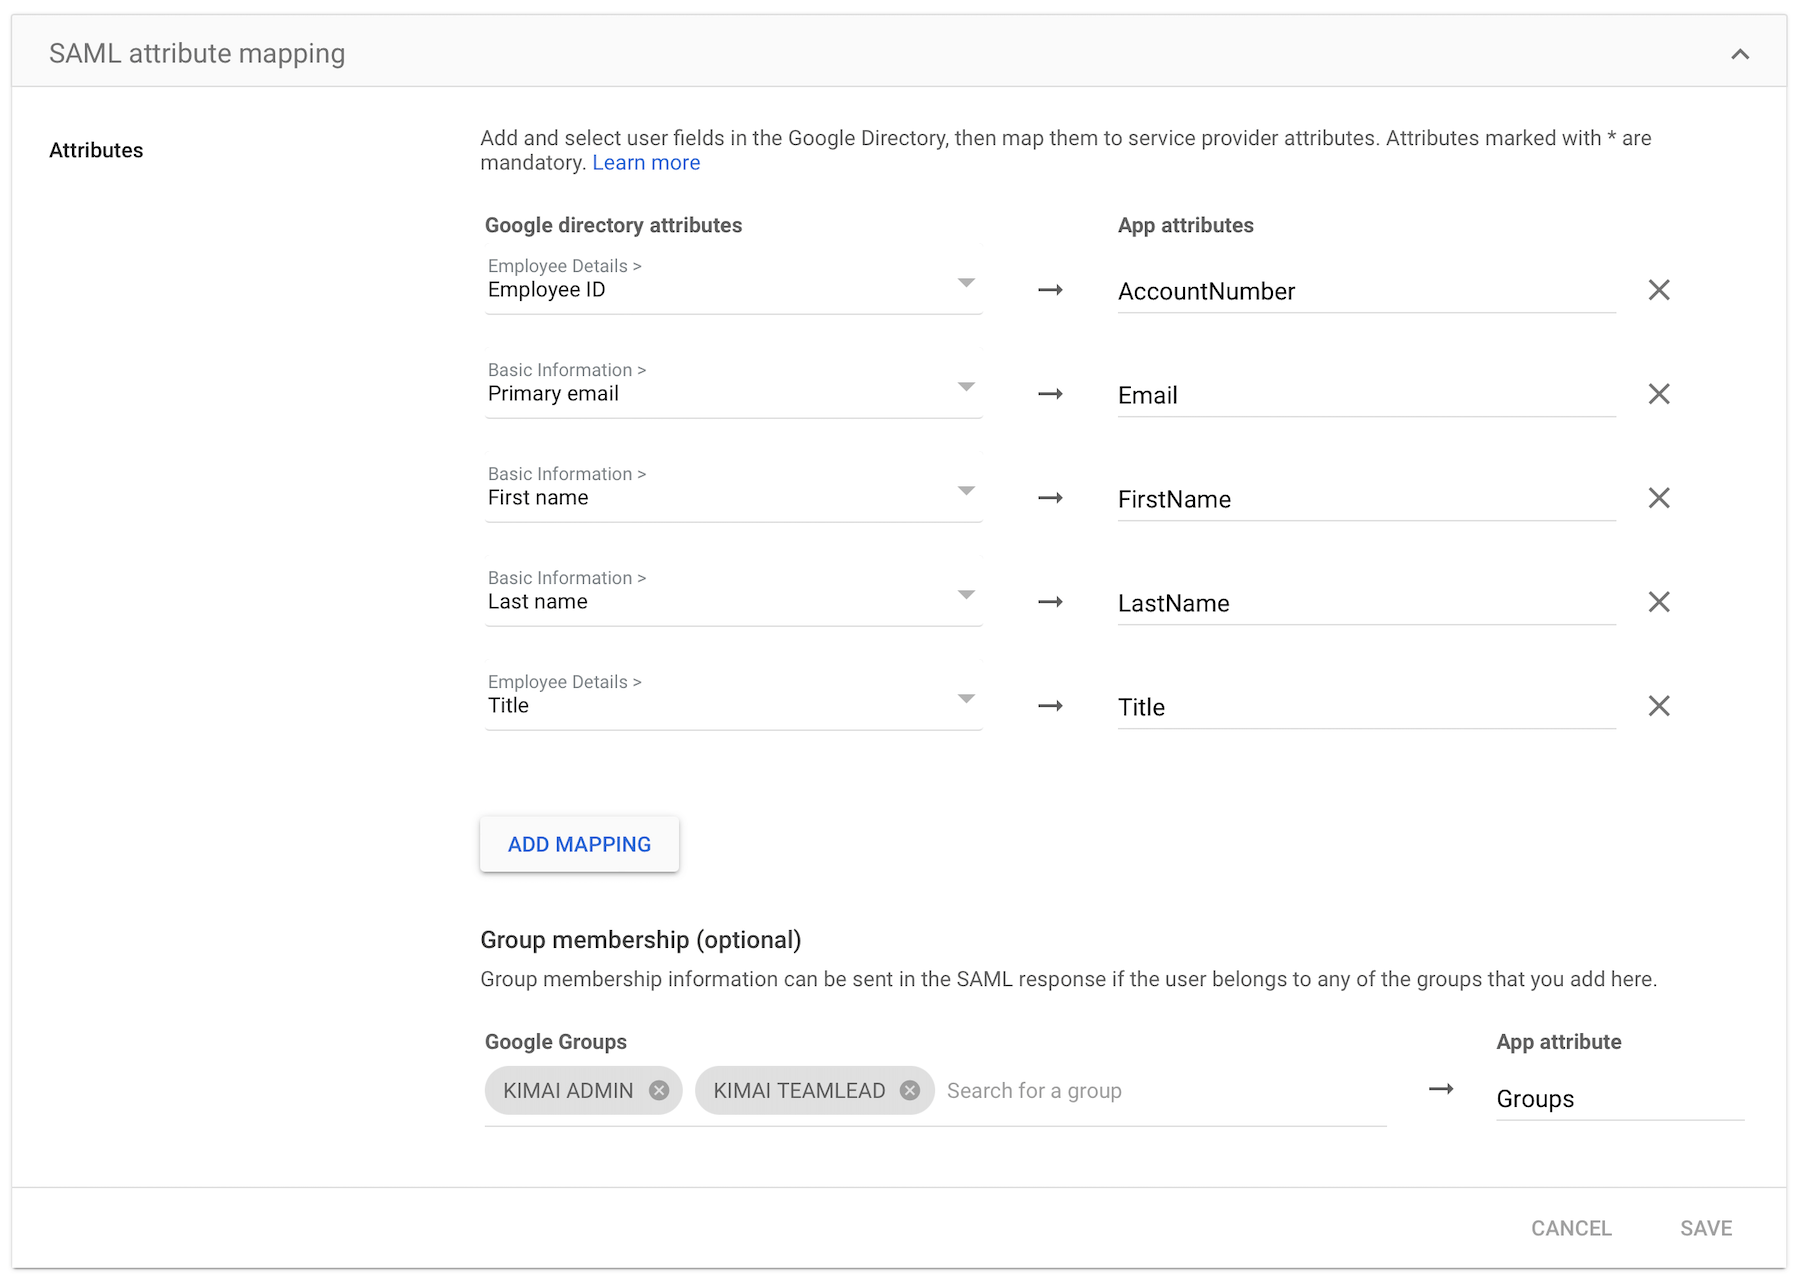 SAML attribute mapping
Attributes
Add and select user fields in the Google Directory, then map them to service provider attributes. Attributes marked with * are
mandatory. Learn more
Google directory attributes
App attributes
Employee Details >
Employee ID
AccountNumber
Basic Information >
Primary email
Email
Basic Information >
First name
FirstName
Basic Information >
Last name
LastName
Employee Details >
Title
Title
ADD MAPPING
Group membership (optional)
Group membership information can be sent in the SAML response if the user belongs to any of the groups that you add here.
Google Groups
App attribute
KIMAI ADMIN KIMAI TEAMLEAD Search for a group
Groups
CANCEL SAVE